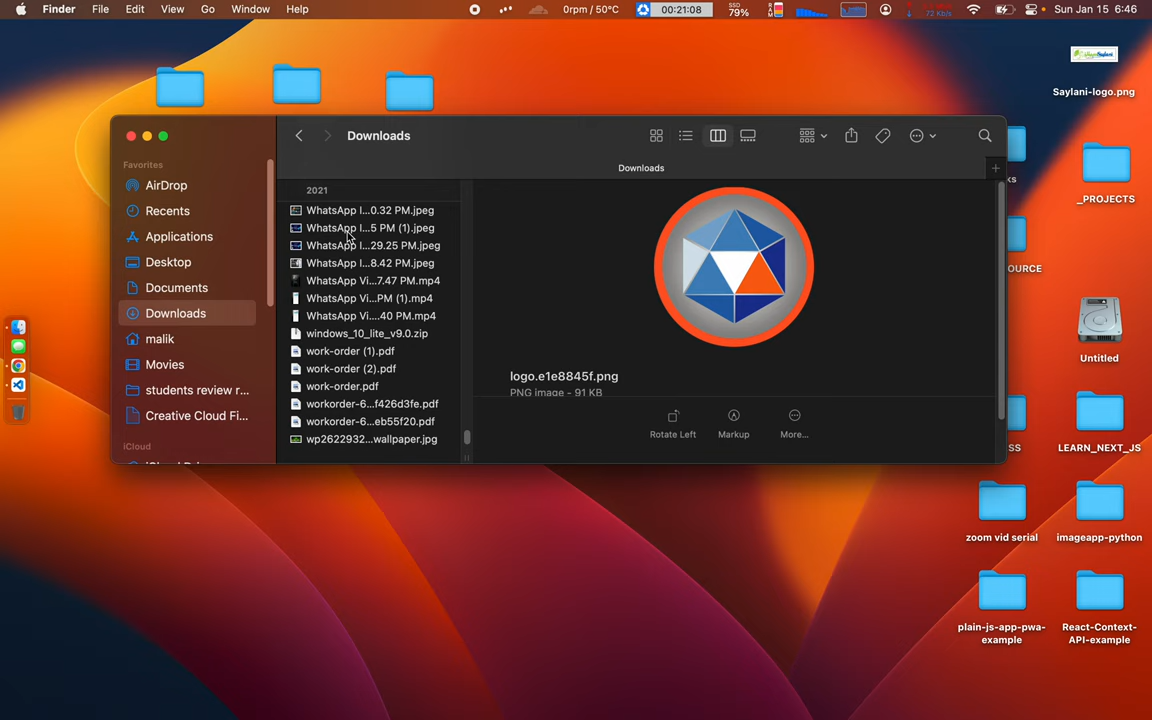 Finder File Edit View Go Window Help 0rpm / 50°C 00:21:08 SSD 79% 72 Kb/s Sun Jan 15 6:46
Saylani-logo.png
Downloads
Favorites
Downloads
AirDrop
2021
Recents
WhatsApp I...0.32 PM.jpeg
_PROJECTS
Applications
WhatsApp I...5 PM (1).jpeg
WhatsApp I...29.25 PM.jpeg
Desktop
WhatsApp I...8.42 PM.jpeg
OURCE
Documents
WhatsApp Vi...7.47 PM.mp4
WhatsApp Vi...PM (1).mp4
Downloads
WhatsApp Vi....40 PM.mp4
malik
windows_10_lite_v9.0.zip
work-order (1).pdf
Untitled
Movies
work-order (2).pdf
logo.e1e8845f.png
students review r...
work-order.pdf
PNG image - 91 KB
workorder-6...f426d3fe.pdf
Creative Cloud Fi...
workorder-6...eb55f20.pdf
Rotate Left Markup More...
wp2622932...wallpaper.jpg
iCloud
SS
LEARN_NEXT_JS
zoom vid serial
imageapp-python
plain-js-app-pwa-
example
React-Context-
API-example